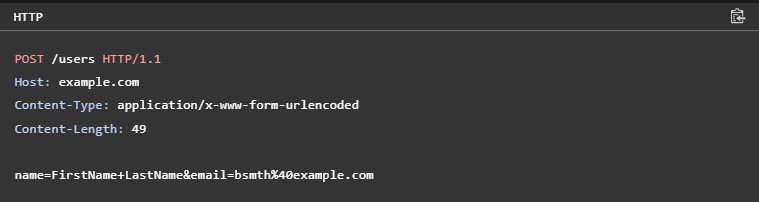 HTTP
POST /users HTTP/1.1
Host: example.com
Content-Type: application/x-www-form-urlencoded
Content-Length: 49
name=FirstName+LastName&email=bsmth%40example.com